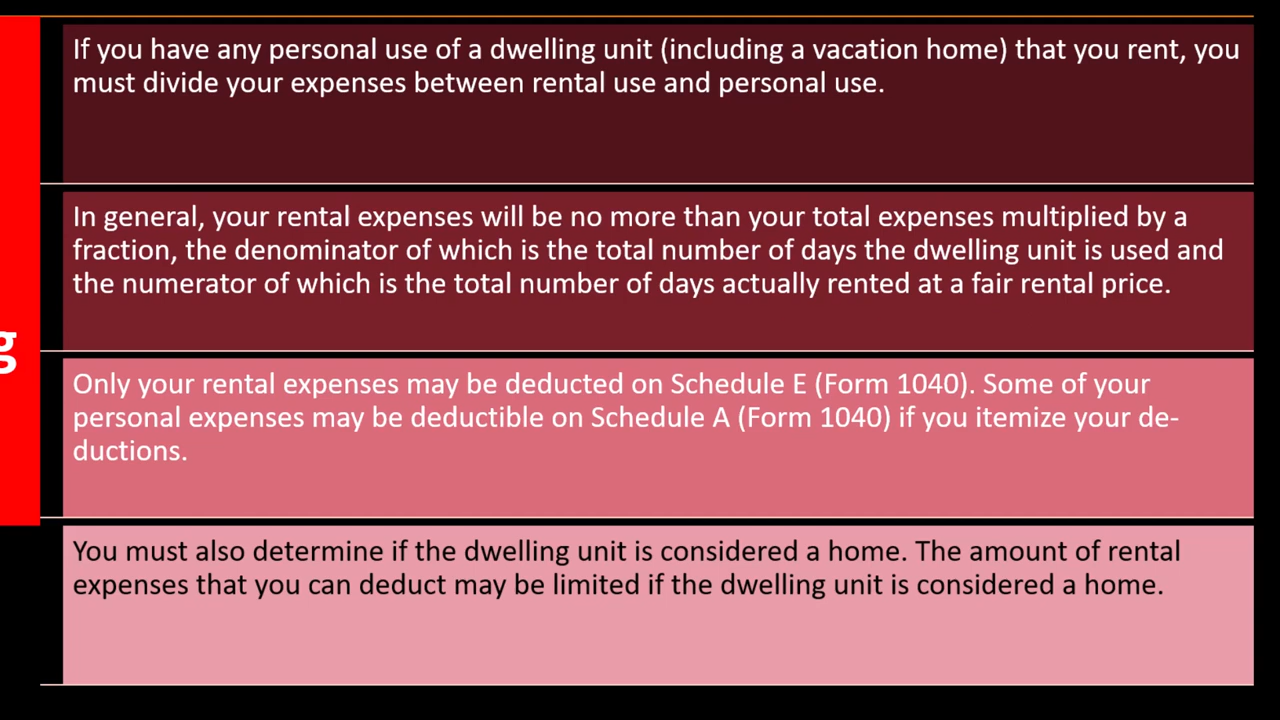 If you have any personal use of a dwelling unit (including a vacation home) that you rent, you
must divide your expenses between rental use and personal use.
In general, your rental expenses will be no more than your total expenses multiplied by a
fraction, the denominator of which is the total number of days the dwelling unit is used and
the numerator of which is the total number of days actually rented at a fair rental price.
g
Only your rental expenses may be deducted on Schedule E (Form 1040). Some of your
personal expenses may be deductible on Schedule A (Form 1040) if you itemize your de-
ductions.
You must also determine if the dwelling unit is considered a home. The amount of rental
expenses that you can deduct may be limited if the dwelling unit is considered a home.